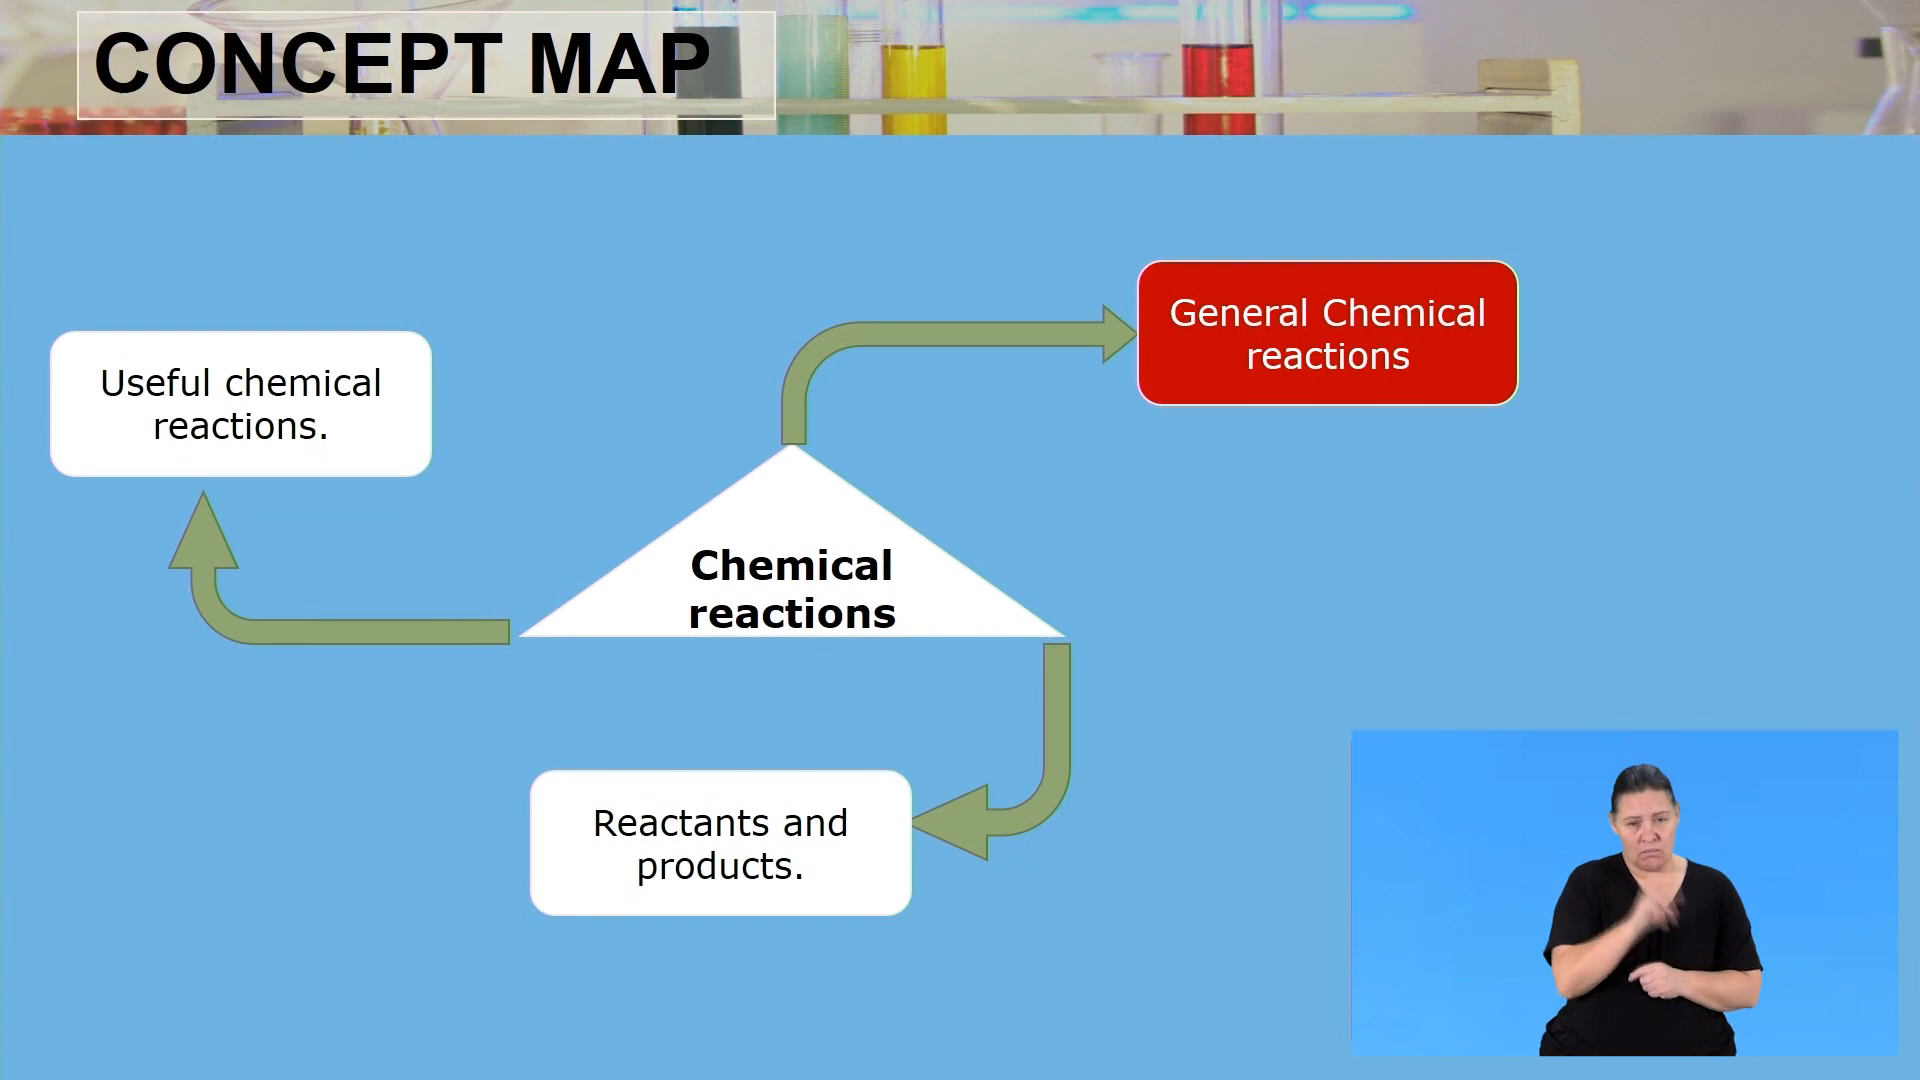 CONCEPT MAP
General Chemical
reactions
Useful chemical
reactions.
Chemical
reactions
Reactants and
products.